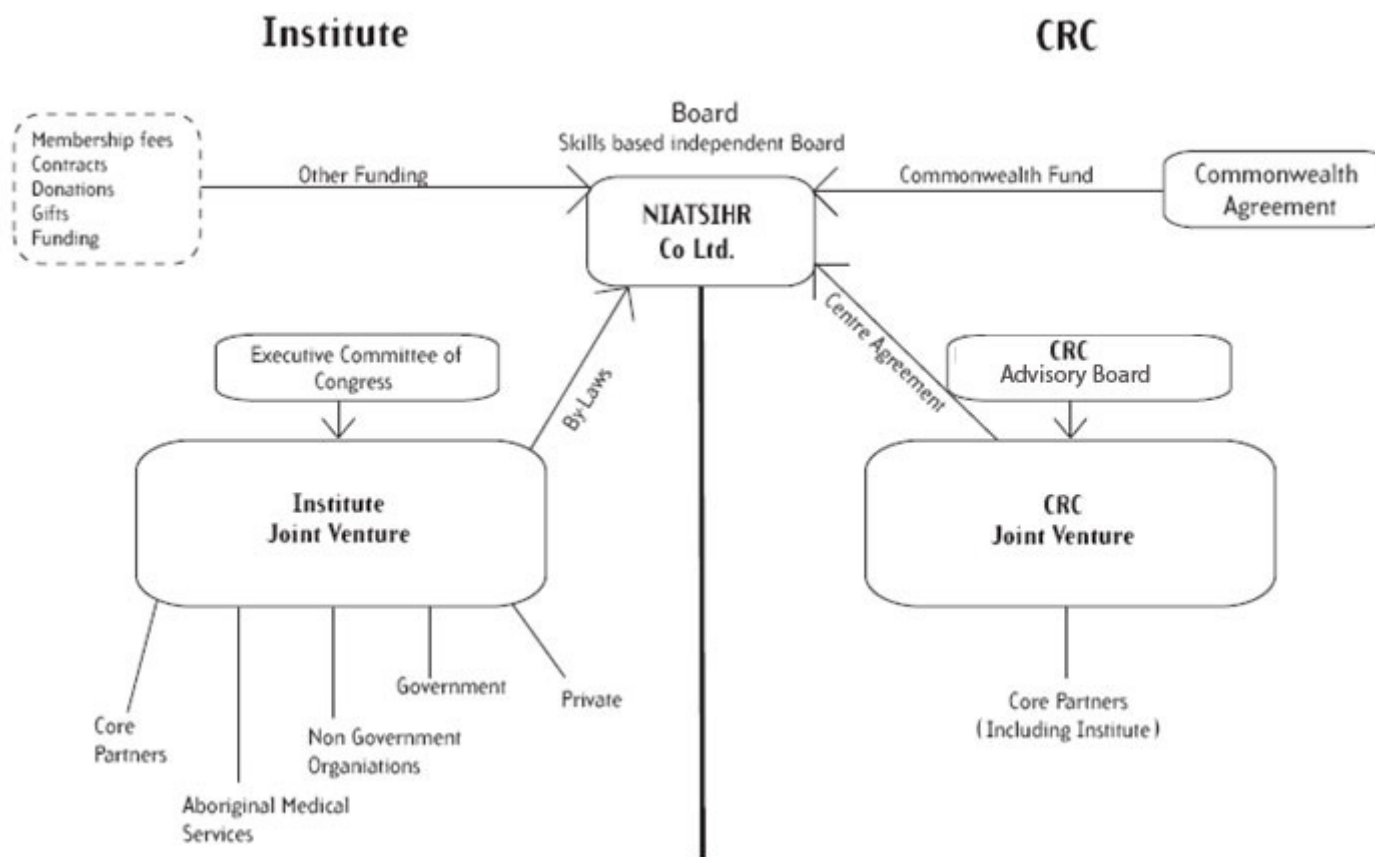 Institute
CRC
Membership fees
Contracts
Donations
Gifts
Funding
Other Funding
Board
Skills based independent Board
NIATSIHR
Co Ltd.
Commonwealth Fund
Commonwealth
Agreement
Executive Committee of
Congress
By-Laws
Centre Agreement
CRC
Advisory Board
Institute
Joint Venture
CRC
Joint Venture
Core
Partners
Aboriginal Medical
Services
Non Government
Organiations
Government
Private
Core Partners
(Including Institute)